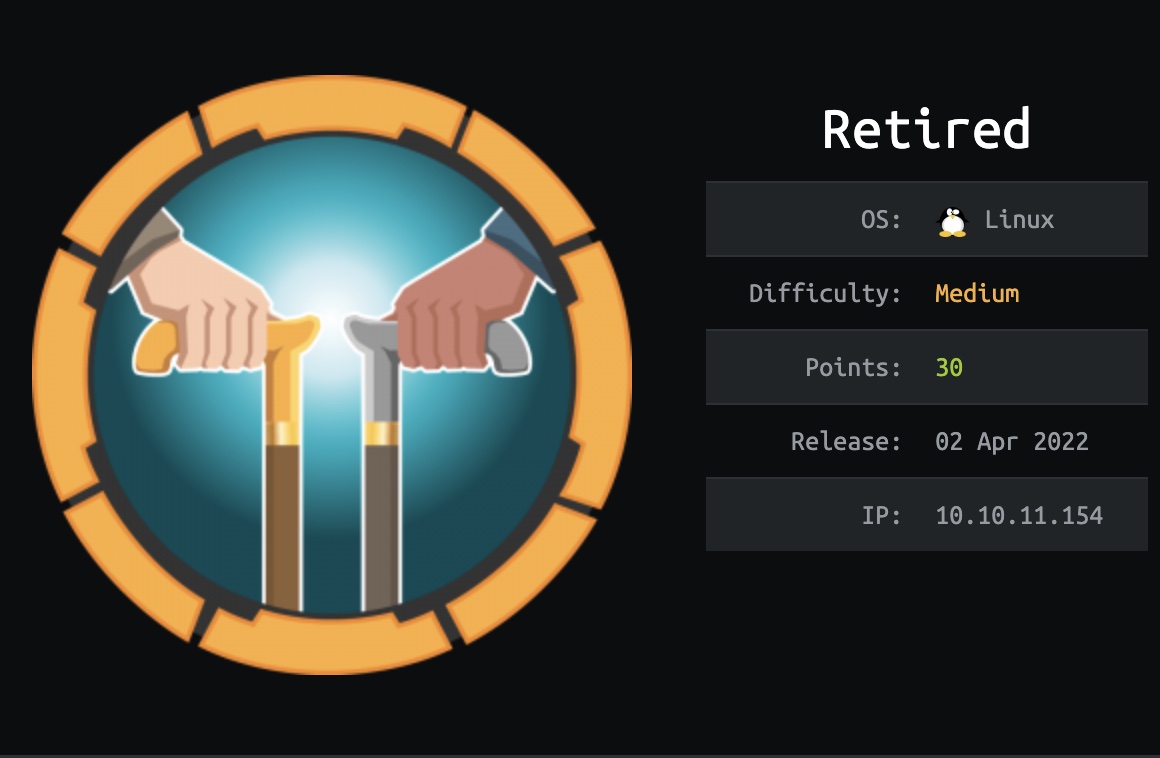 Retired
OS: Linux
Difficulty: Medium
Points: 30
Release: 02 Apr 2022
IP: 10.10.11.154